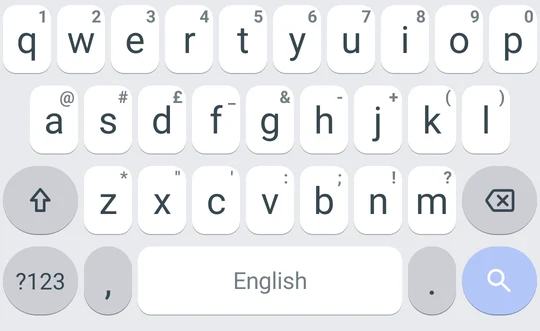 1 2 3 4 5 6 7 8 9 0
q w e r t y u i o p
@ # £ _ & - + ( )
a s d f g h j k l
* " ' : ; ! ?
z x c v b n m
?123 , English .